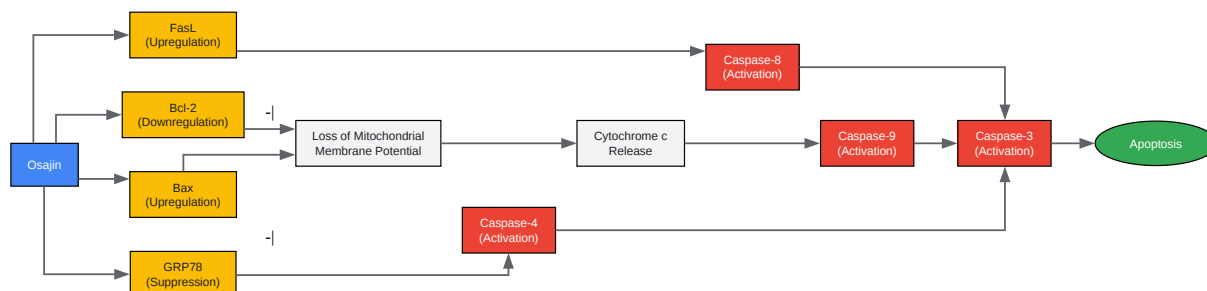 FasL
(Upregulation)
Caspase-8
(Activation)
Bcl-2
(Downregulation)
-|
Loss of Mitochondrial
Membrane Potential
Cytochrome c
Release
Caspase-9
(Activation)
Caspase-3
(Activation)
Apoptosis
Osajin
Bax
(Upregulation)
Caspase-4
(Activation)
-|
GRP78
(Suppression)